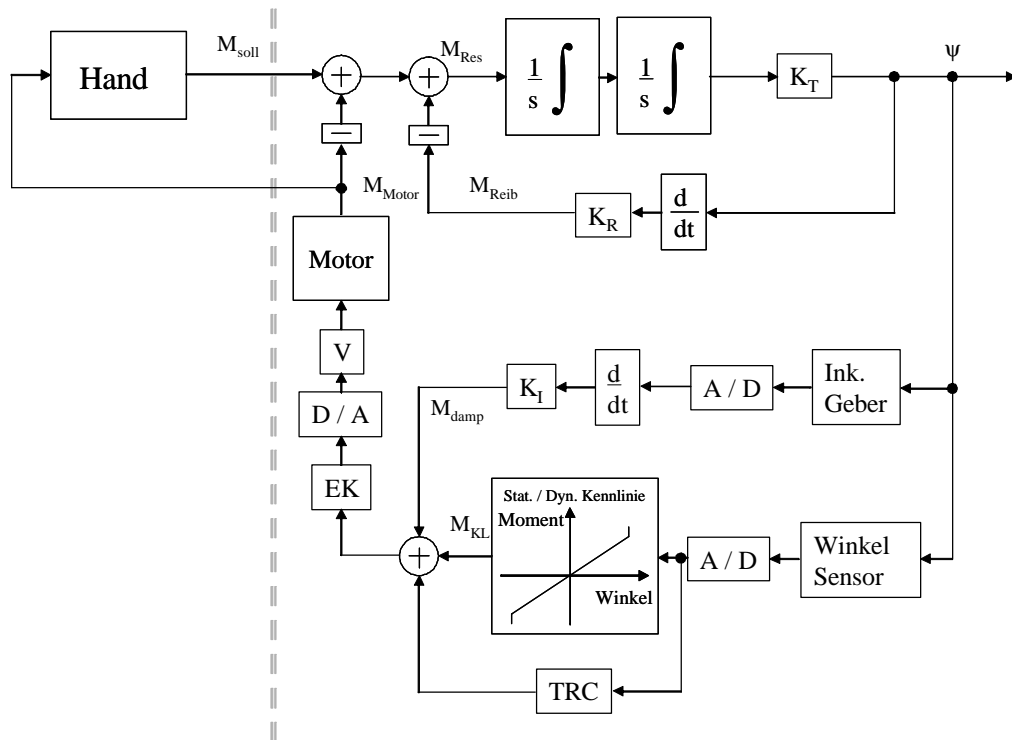 M_soll
Hand
M_Res
1
s
∫
1
s
∫
K_T
ψ
+
+
−
−
M_Motor
M_Reib
K_R
d
dt
Motor
V
K_I
d
dt
A / D
Ink.
Geber
D / A
M_damp
EK
Stat. / Dyn. Kennlinie
Moment
Winkel
M_KL
+
A / D
Winkel
Sensor
TRC